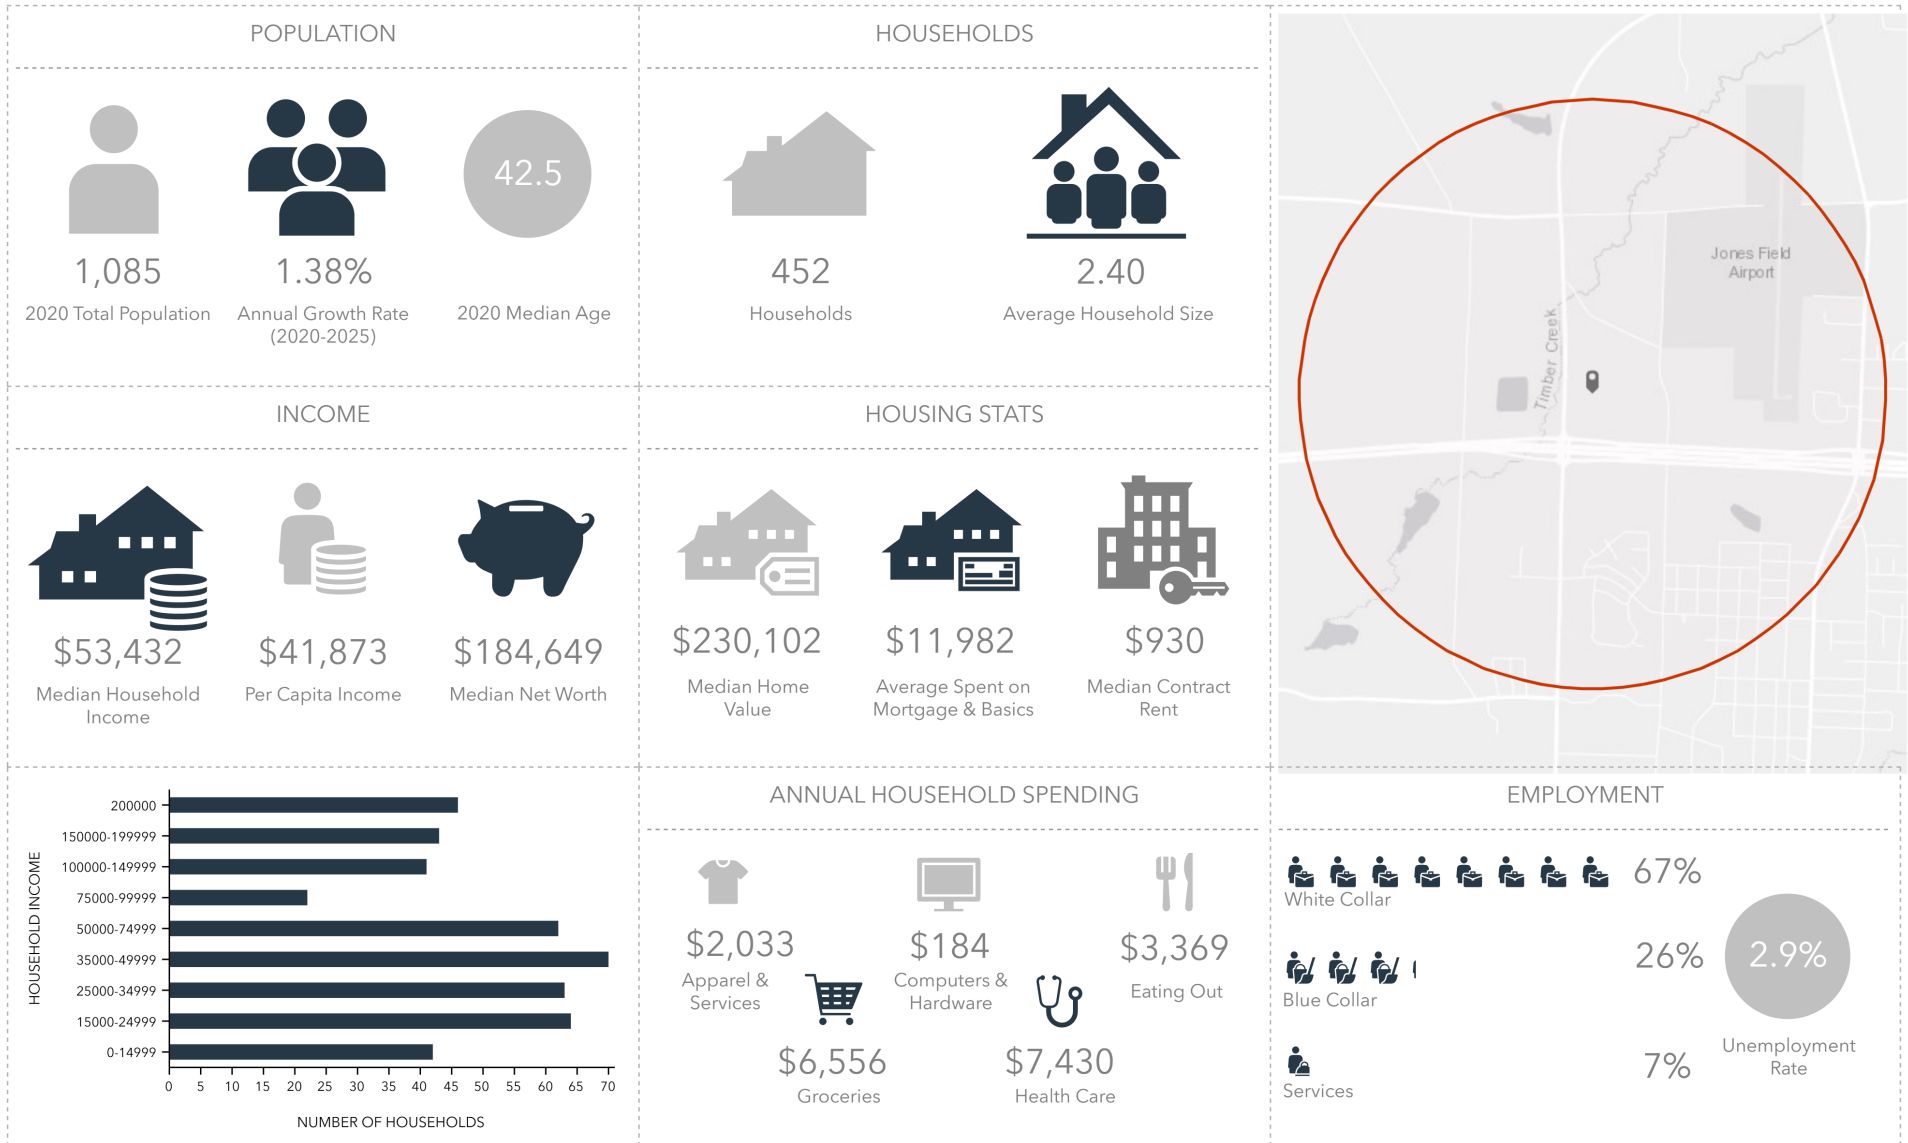 POPULATION
42.5
1,085
2020 Total Population
1.38%
Annual Growth Rate
(2020-2025)
2020 Median Age
HOUSEHOLDS
452
Households
2.40
Average Household Size
Jones Field
Airport
Timber Creek
INCOME
$53,432
Median Household
Income
$41,873
Per Capita Income
$184,649
Median Net Worth
HOUSING STATS
$230,102
Median Home
Value
$11,982
Average Spent on
Mortgage & Basics
$930
Median Contract
Rent
HOUSEHOLD INCOME
200000
150000-199999
100000-149999
75000-99999
50000-74999
35000-49999
25000-34999
15000-24999
0-14999
0 5 10 15 20 25 30 35 40 45 50 55 60 65 70
NUMBER OF HOUSEHOLDS
ANNUAL HOUSEHOLD SPENDING
$2,033
Apparel &
Services
$184
Computers &
Hardware
$3,369
Eating Out
$6,556
Groceries
$7,430
Health Care
EMPLOYMENT
67%
White Collar
26%
Blue Collar
7%
Services
2.9%
Unemployment
Rate